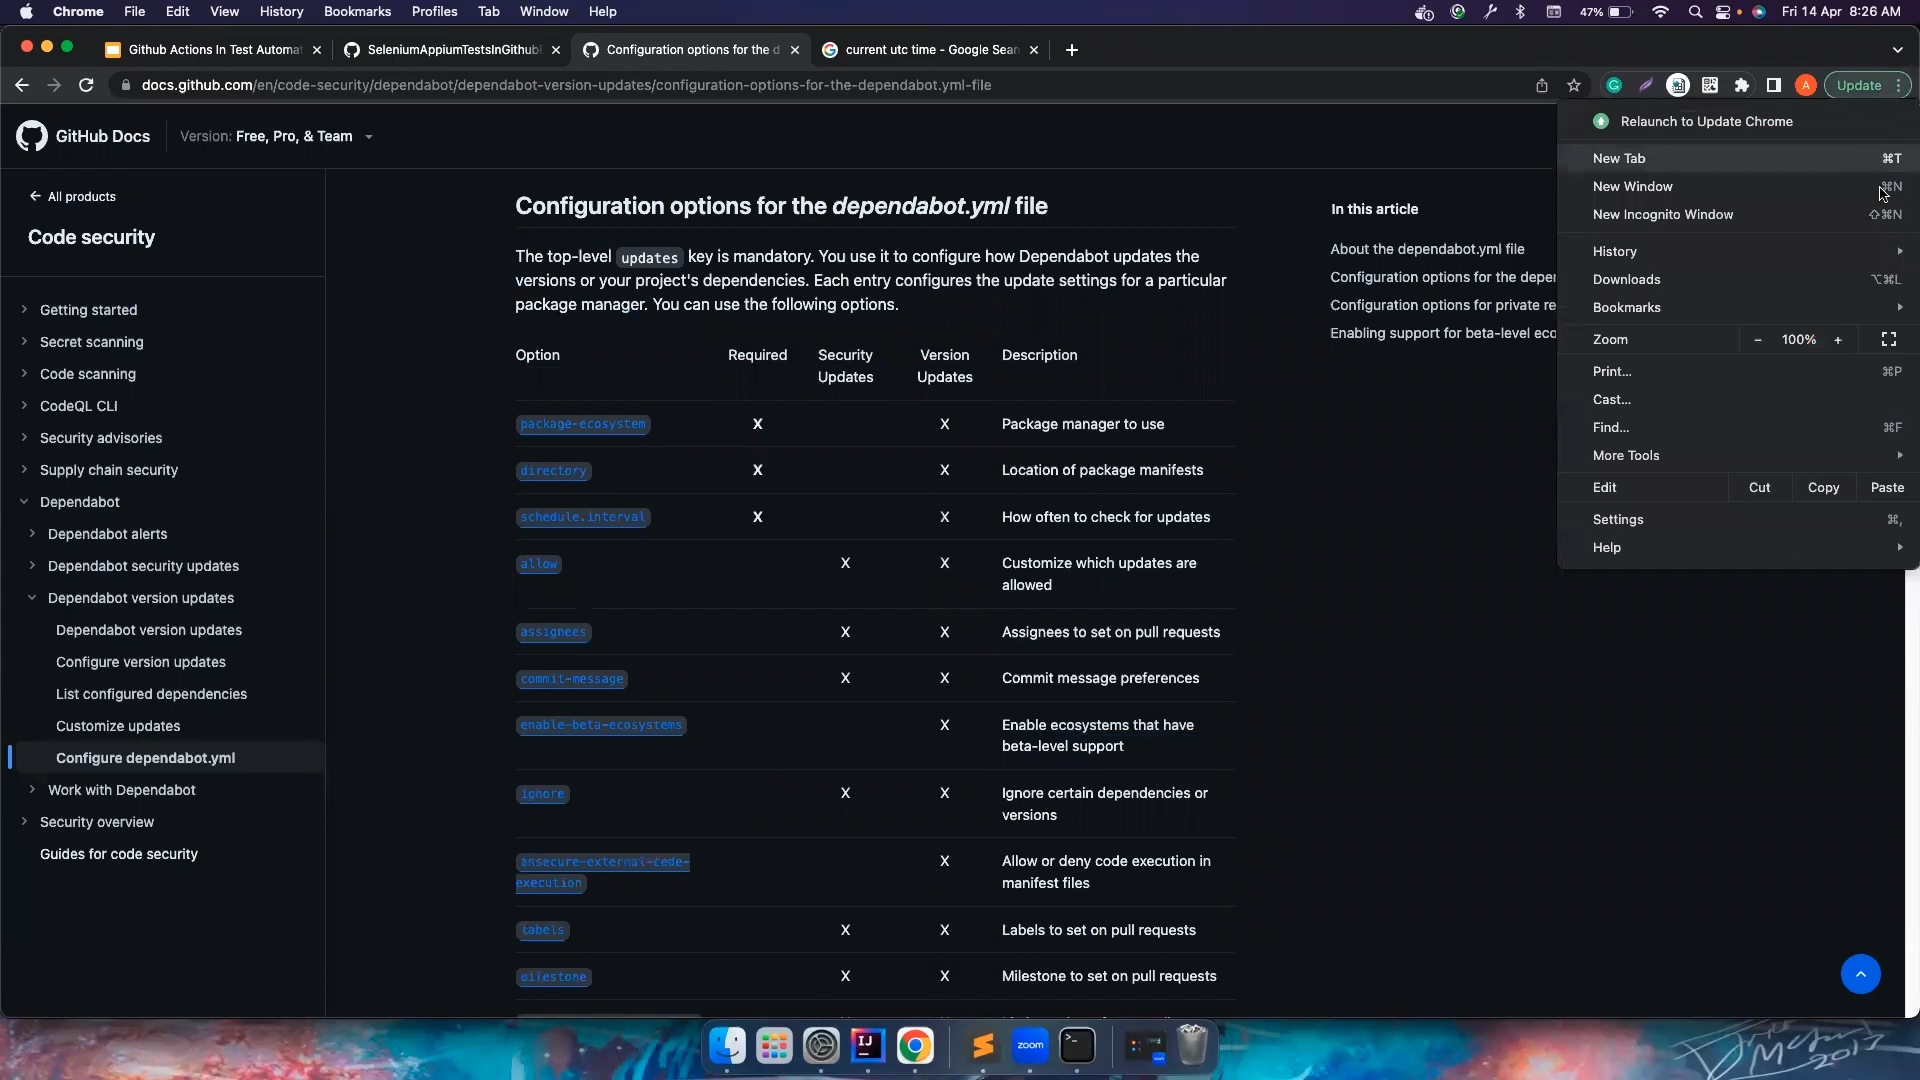 Chrome File Edit View History Bookmarks Profiles Tab Window Help 47% Fri 14 Apr 8:26 AM
Github Actions In Test Automat SeleniumAppiumTestsInGithub Configuration options for the d current utc time - Google Sear
docs.github.com/en/code-security/dependabot/dependabot-version-updates/configuration-options-for-the-dependabot.yml-file A Update
GitHub Docs Version: Free, Pro, & Team
All products
Code security
Getting started
Secret scanning
Code scanning
CodeQL CLI
Security advisories
Supply chain security
Dependabot
Dependabot alerts
Dependabot security updates
Dependabot version updates
Dependabot version updates
Configure version updates
List configured dependencies
Customize updates
Configure dependabot.yml
Work with Dependabot
Security overview
Guides for code security
Configuration options for the dependabot.yml file
The top-level updates key is mandatory. You use it to configure how Dependabot updates the
versions or your project's dependencies. Each entry configures the update settings for a particular
package manager. You can use the following options.
Option Required Security Updates Version Updates Description
package-ecosystem X X Package manager to use
directory X X Location of package manifests
schedule.interval X X How often to check for updates
allow X X Customize which updates are
allowed
assignees X X Assignees to set on pull requests
commit-message X X Commit message preferences
enable-beta-ecosystems X Enable ecosystems that have
beta-level support
ignore X X Ignore certain dependencies or
versions
X Allow or deny code execution in
execution manifest files
labels X X Labels to set on pull requests
milestone X X Milestone to set on pull requests
In this article
About the dependabot.yml file
Configuration options for the deper
Configuration options for private re
Enabling support for beta-level eco
Relaunch to Update Chrome
New Tab ⌘T
New Window ⌘N
New Incognito Window ⇧⌘N
History
Downloads ⌥⌘L
Bookmarks
Zoom − 100% +
Print... ⌘P
Cast...
Find... ⌘F
More Tools
Edit Cut Copy Paste
Settings ⌘,
Help
IJ zoom
2017